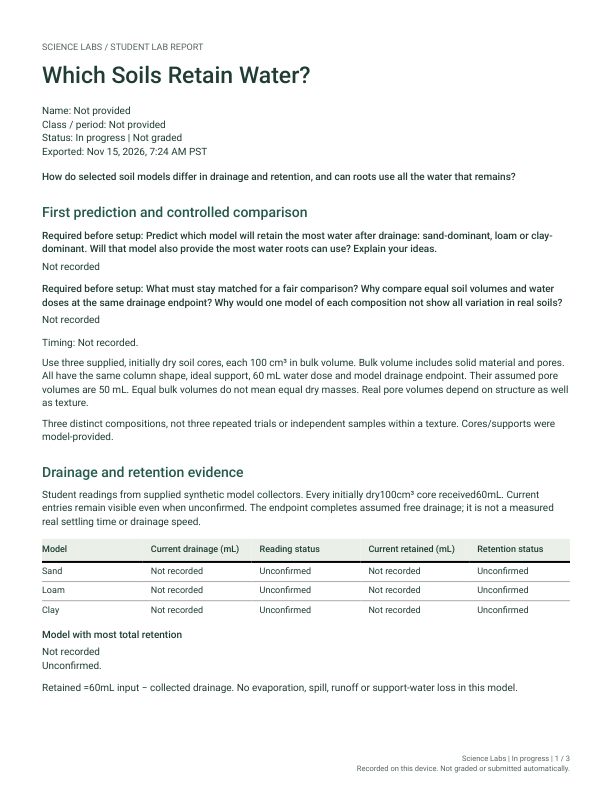 SCIENCE LABS / STUDENT LAB REPORT
Which Soils Retain Water?
Name: Not provided
Class / period: Not provided
Status: In progress | Not graded
Exported: Nov 15, 2026, 7:24 AM PST
How do selected soil models differ in drainage and retention, and can roots use all the water that remains?
First prediction and controlled comparison
Required before setup: Predict which model will retain the most water after drainage: sand-dominant, loam or clay-
dominant. Will that model also provide the most water roots can use? Explain your ideas.
Not recorded
Required before setup: What must stay matched for a fair comparison? Why compare equal soil volumes and water
doses at the same drainage endpoint? Why would one model of each composition not show all variation in real soils?
Not recorded
Timing: Not recorded.
Use three supplied, initially dry soil cores, each 100 cm³ in bulk volume. Bulk volume includes solid material and pores.
All have the same column shape, ideal support, 60 mL water dose and model drainage endpoint. Their assumed pore
volumes are 50 mL. Equal bulk volumes do not mean equal dry masses. Real pore volumes depend on structure as well
as texture.
Three distinct compositions, not three repeated trials or independent samples within a texture. Cores/supports were
model-provided.
Drainage and retention evidence
Student readings from supplied synthetic model collectors. Every initially dry100cm³ core received60mL. Current
entries remain visible even when unconfirmed. The endpoint completes assumed free drainage; it is not a measured
real settling time or drainage speed.
Model Current drainage (mL) Reading status Current retained (mL) Retention status
Sand Not recorded Unconfirmed Not recorded Unconfirmed
Loam Not recorded Unconfirmed Not recorded Unconfirmed
Clay Not recorded Unconfirmed Not recorded Unconfirmed
Model with most total retention
Not recorded
Unconfirmed.
Retained =60mL input − collected drainage. No evaporation, spill, runoff or support-water loss in this model.
Science Labs | In progress | 1 / 3
Recorded on this device. Not graded or submitted automatically.